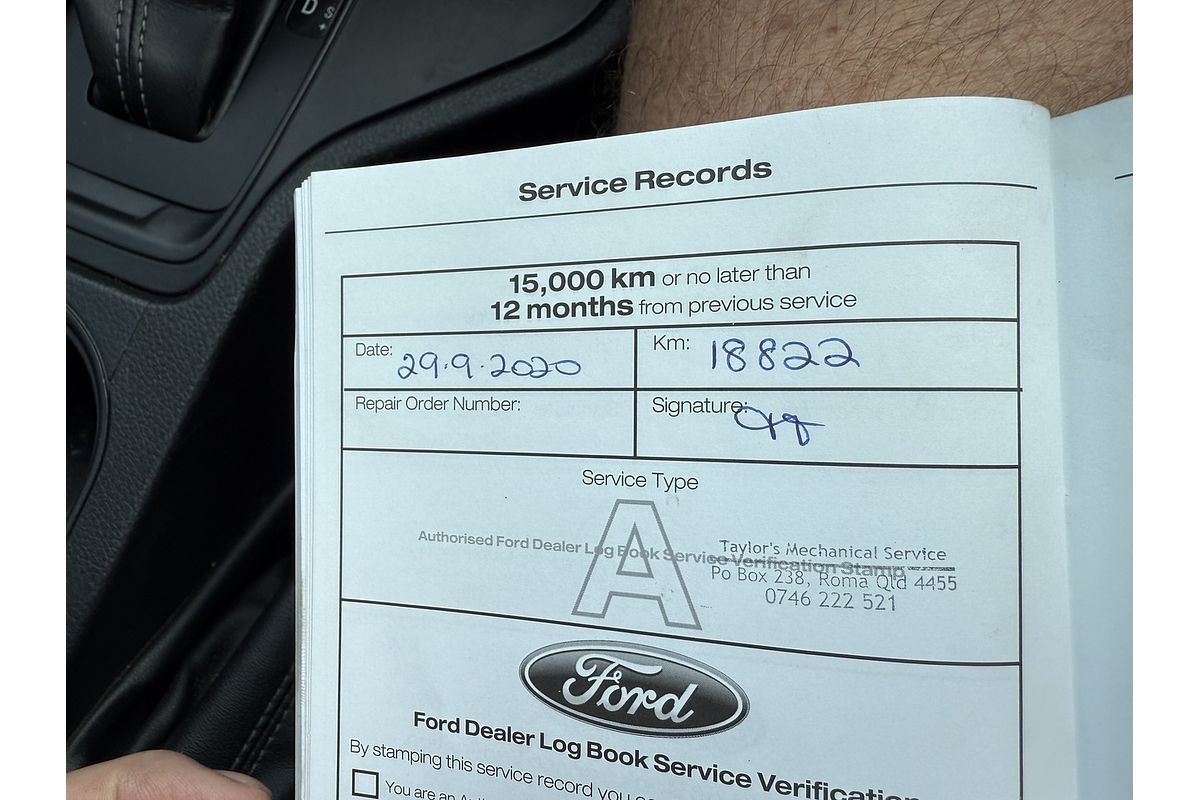 D
S
+
Service Records
15,000 km or no later than
12 months from previous service
Date: 29.9.2020
Km: 18822
Repair Order Number:
Signature:
Service Type
A
Authorised Ford Dealer Log Book Service Verification Stamp
Taylor's Mechanical Service
Po Box 238, Roma Qld 4455
0746 222 521
Ford
Ford Dealer Log Book Service Verification
By stamping this service record you
You are an